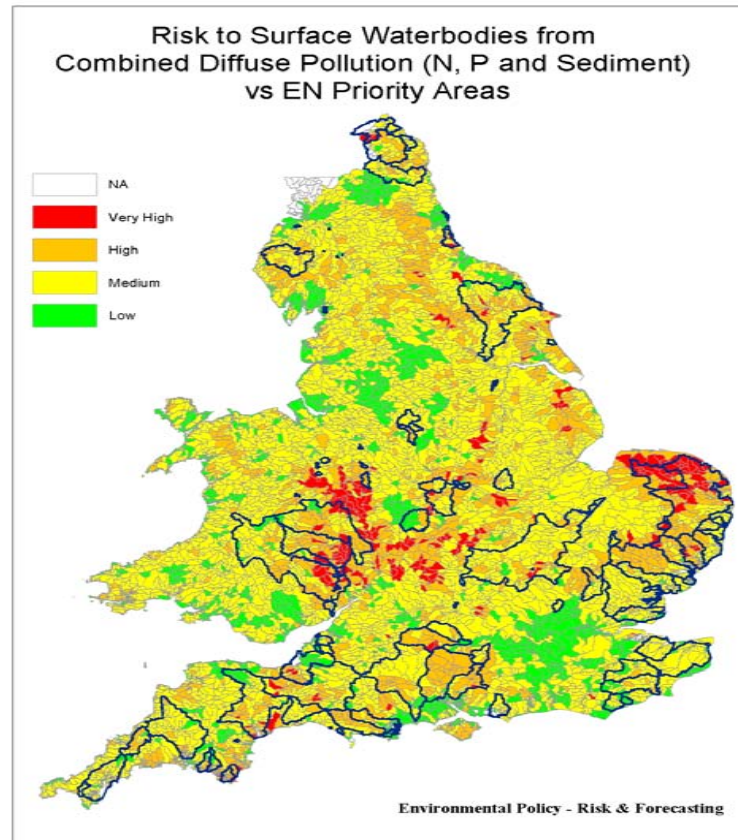 Risk to Surface Waterbodies from
Combined Diffuse Pollution (N, P and Sediment)
vs EN Priority Areas
NA
Very High
High
Medium
Low
Environmental Policy - Risk & Forecasting